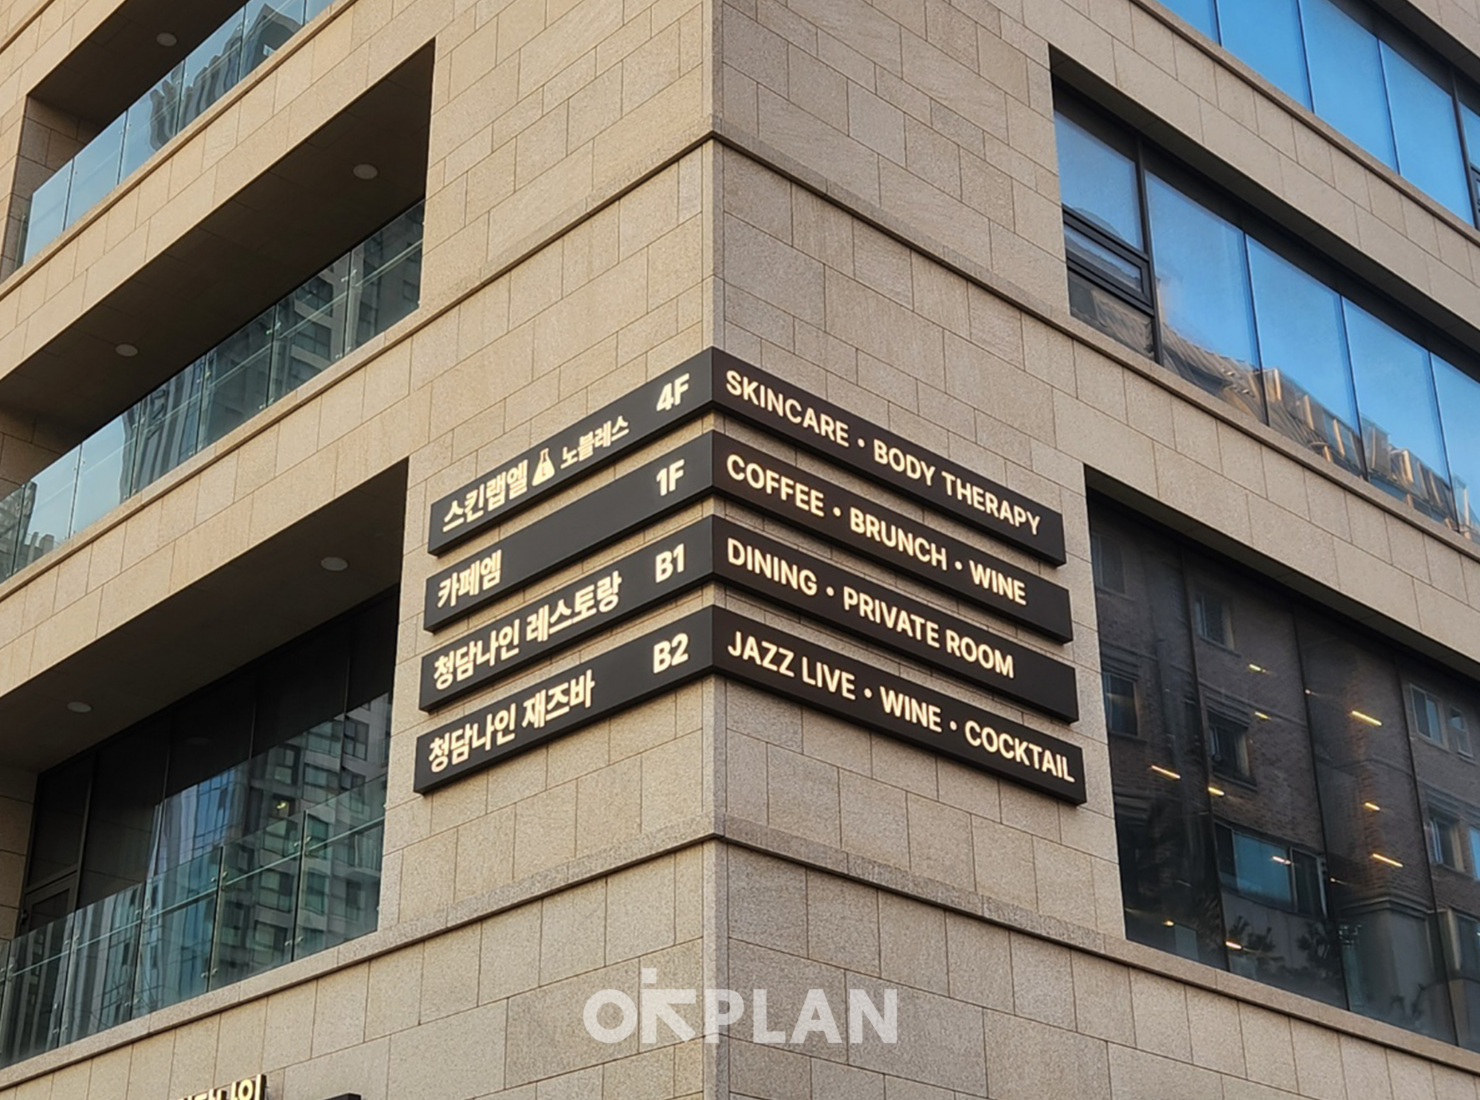 스킨랩엘 노블레스 4F
SKINCARE · BODY THERAPY
카페엠 1F
COFFEE · BRUNCH · WINE
청담나인 레스토랑 B1
DINING · PRIVATE ROOM
청담나인 재즈바 B2
JAZZ LIVE · WINE · COCKTAIL
OKPLAN